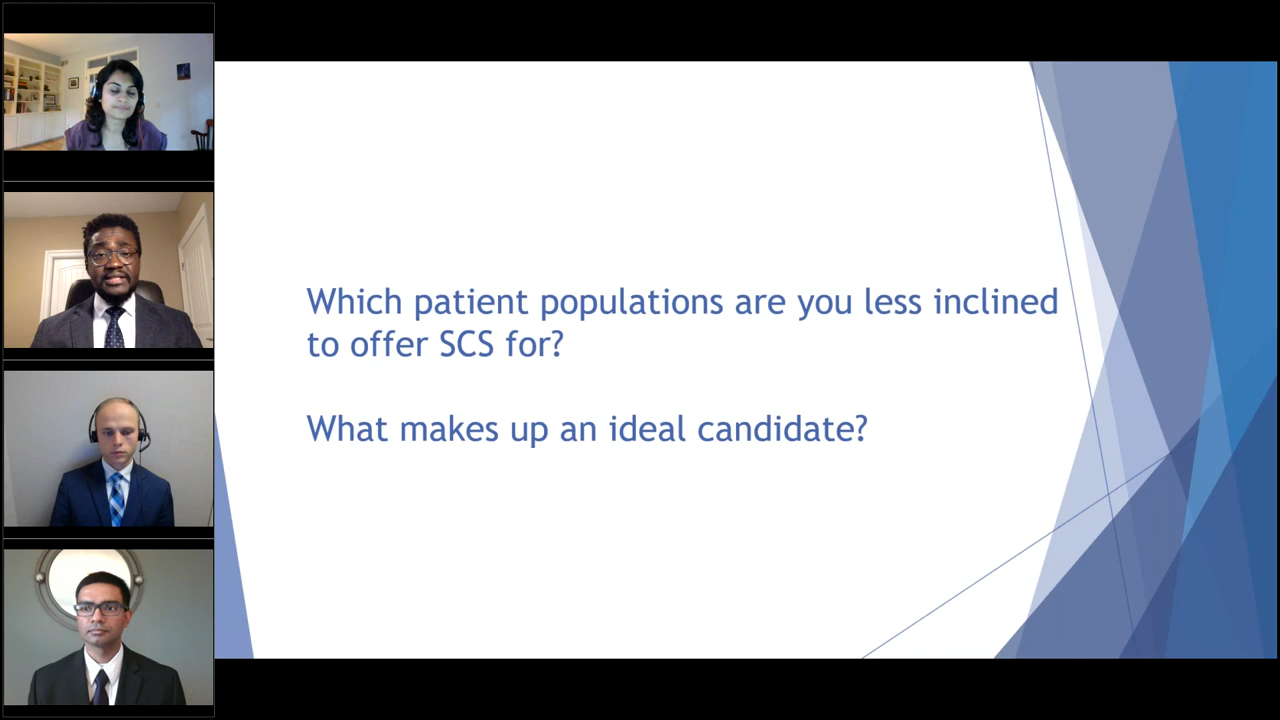 Which patient populations are you less inclined
to offer SCS for?
What makes up an ideal candidate?